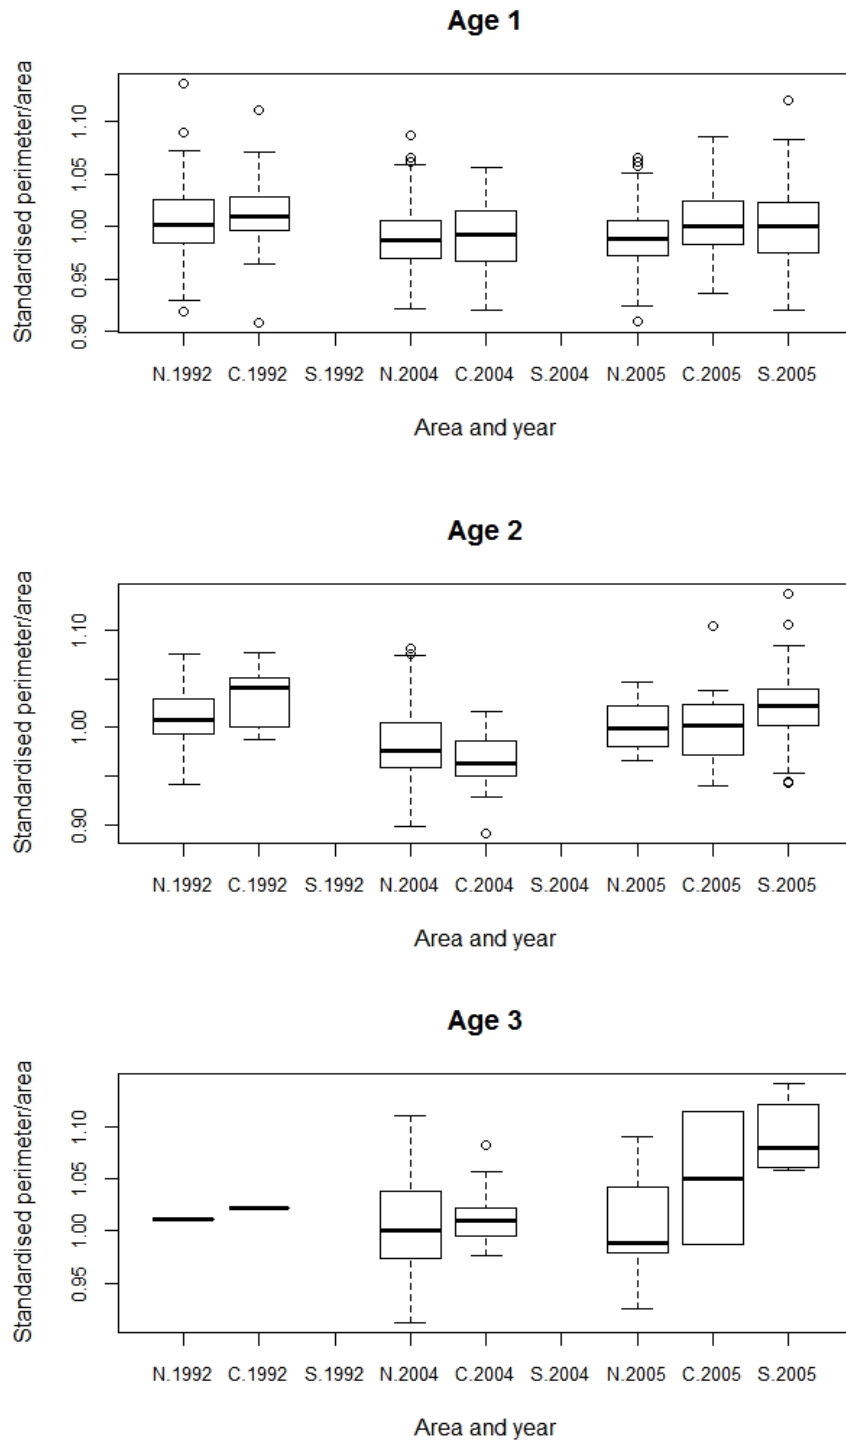 Age 1
Standardised perimeter/area
1.10
1.05
1.00
0.95
0.90
N.1992 C.1992 S.1992 N.2004 C.2004 S.2004 N.2005 C.2005 S.2005
Area and year
Age 2
Standardised perimeter/area
1.10
1.00
0.90
N.1992 C.1992 S.1992 N.2004 C.2004 S.2004 N.2005 C.2005 S.2005
Area and year
Age 3
Standardised perimeter/area
1.10
1.05
1.00
0.95
N.1992 C.1992 S.1992 N.2004 C.2004 S.2004 N.2005 C.2005 S.2005
Area and year